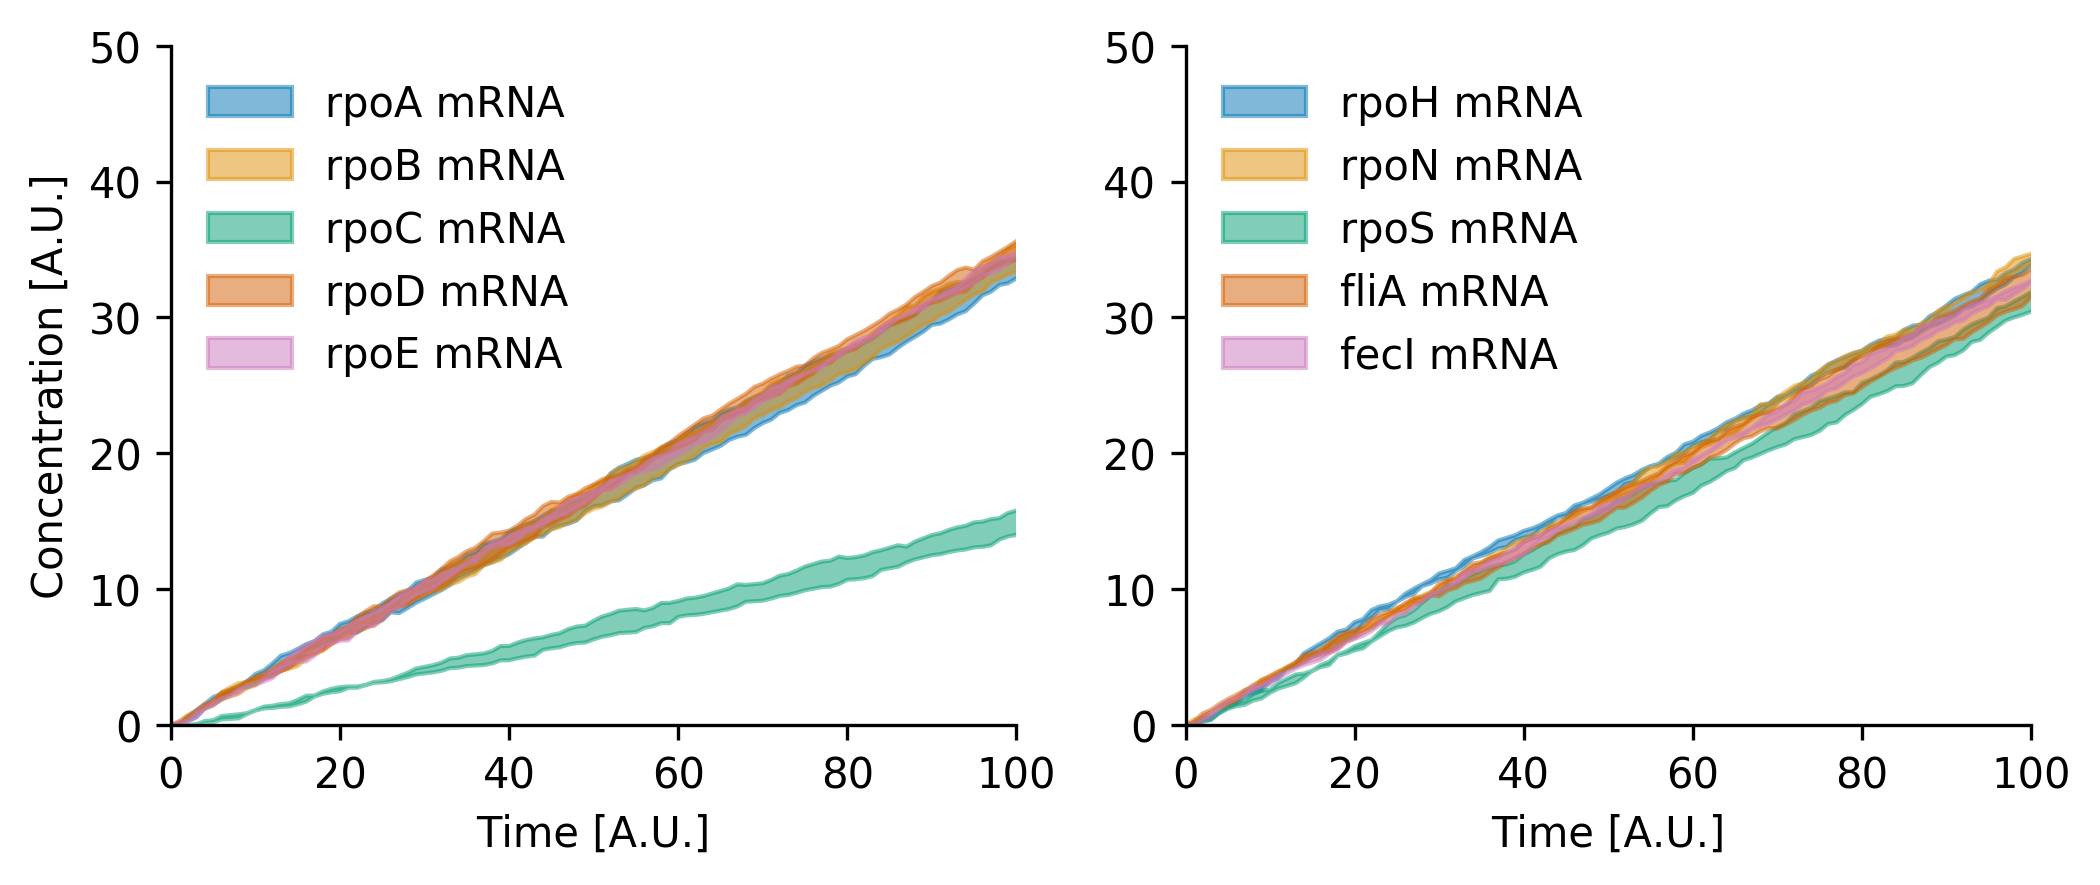 Concentration [A.U.]
50
40
30
20
10
0
rpoA mRNA
rpoB mRNA
rpoC mRNA
rpoD mRNA
rpoE mRNA
0 20 40 60 80 100
Time [A.U.]
50
40
30
20
10
0
rpoH mRNA
rpoN mRNA
rpoS mRNA
fliA mRNA
fecI mRNA
0 20 40 60 80 100
Time [A.U.]